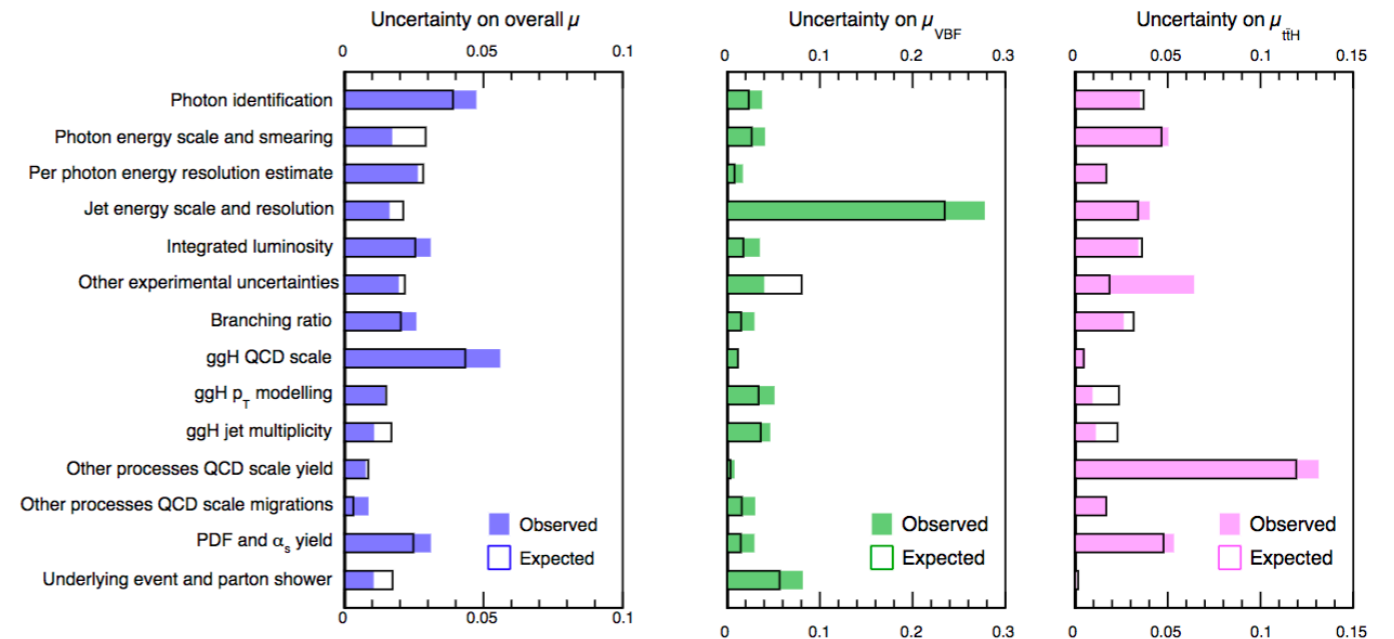 Uncertainty on overall μ
Uncertainty on μVBF
Uncertainty on μtt̄H
0 0.05 0.1
0 0.1 0.2 0.3
0 0.05 0.1 0.15
Photon identification
Photon energy scale and smearing
Per photon energy resolution estimate
Jet energy scale and resolution
Integrated luminosity
Other experimental uncertainties
Branching ratio
ggH QCD scale
ggH pT modelling
ggH jet multiplicity
Other processes QCD scale yield
Other processes QCD scale migrations
PDF and αs yield
Underlying event and parton shower
Observed
Expected
Observed
Expected
Observed
Expected
0 0.05 0.1
0 0.1 0.2 0.3
0 0.05 0.1 0.15